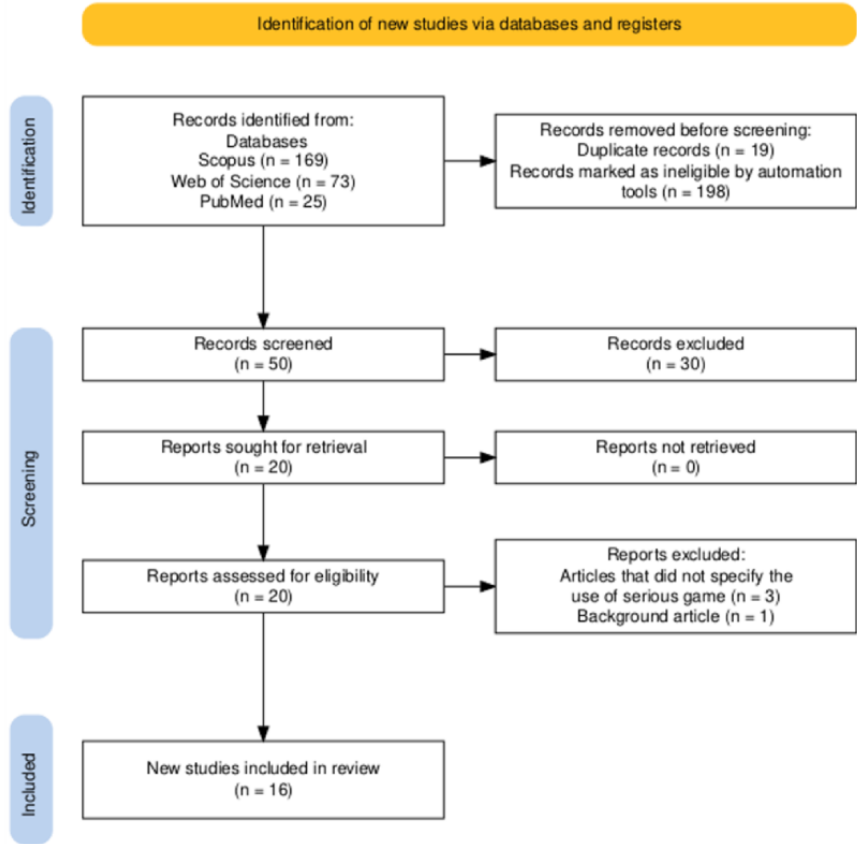 Identification of new studies via databases and registers
Identification
Records identified from:
Databases
Scopus (n = 169)
Web of Science (n = 73)
PubMed (n = 25)
Records removed before screening:
Duplicate records (n = 19)
Records marked as ineligible by automation
tools (n = 198)
Screening
Records screened
(n = 50)
Records excluded
(n = 30)
Reports sought for retrieval
(n = 20)
Reports not retrieved
(n = 0)
Reports assessed for eligibility
(n = 20)
Reports excluded:
Articles that did not specify the
use of serious game (n = 3)
Background article (n = 1)
Included
New studies included in review
(n = 16)